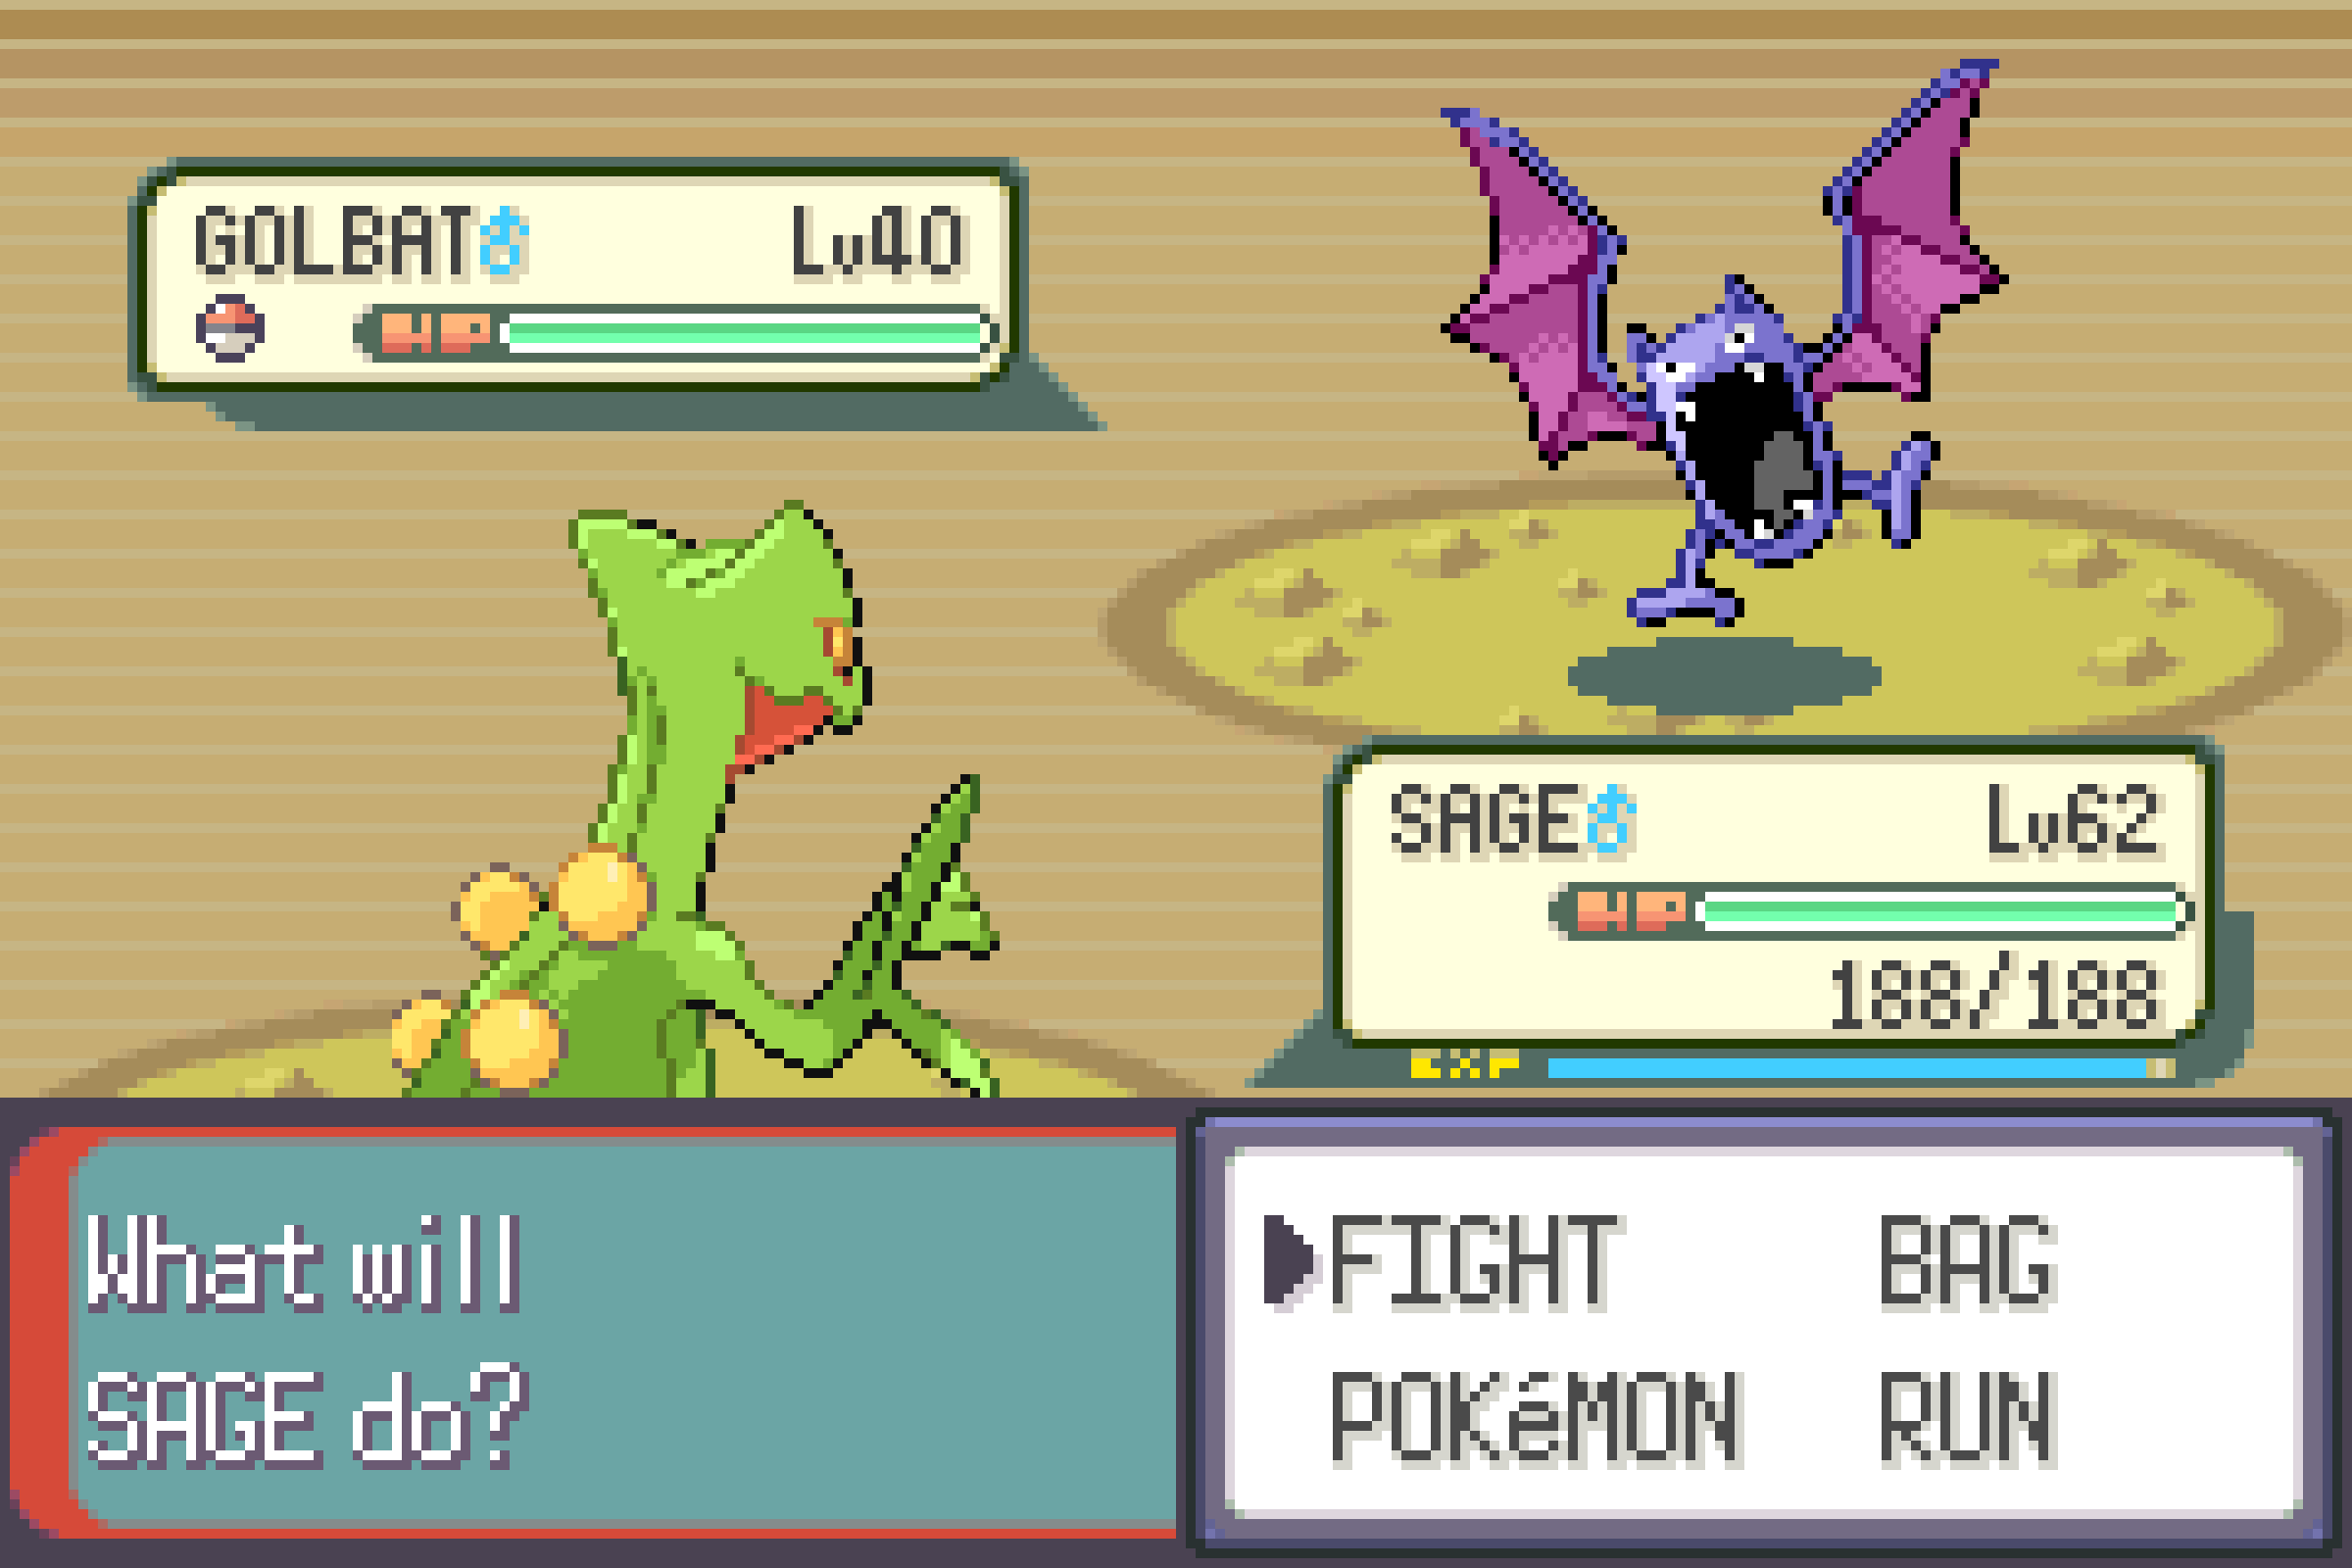 GOLBAT♂ Lv40
HP
SAGE♂ Lv62
HP
188/188
EXP
What will
SAGE do?
FIGHT BAG
POKéMON RUN